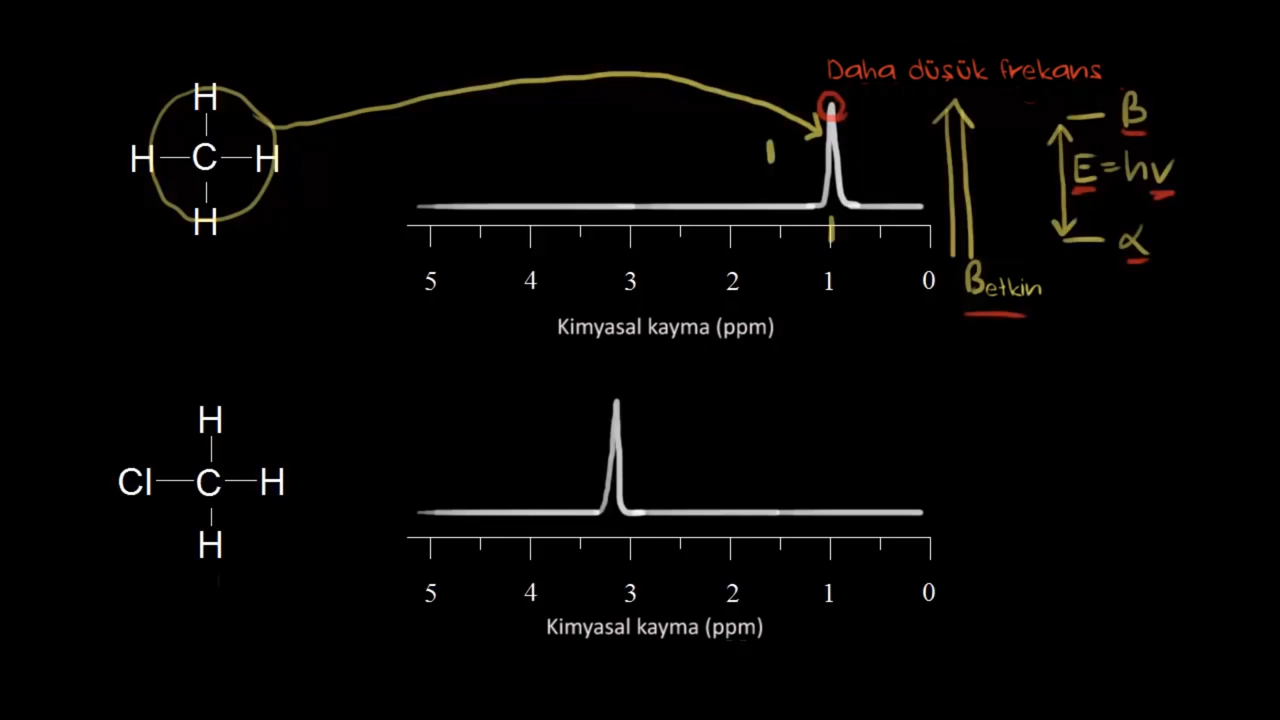 Daha düşük frekans
H
H C H
H
β
E=hν
α
5 4 3 2 1 0
Betkin
Kimyasal kayma (ppm)
H
Cl C H
H
5 4 3 2 1 0
Kimyasal kayma (ppm)